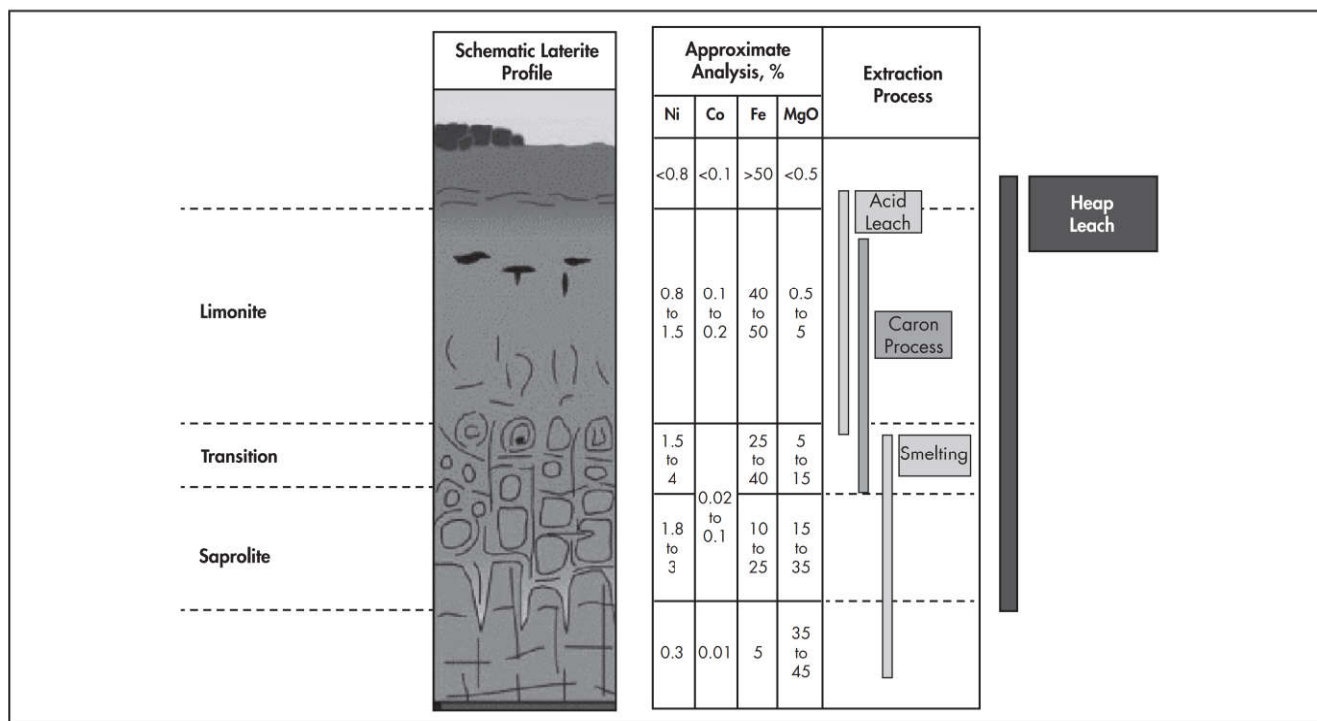 Schematic Laterite
Profile
Approximate
Analysis, %
Extraction
Process
Ni Co Fe MgO
<0.8 <0.1 >50 <0.5
Acid
Leach
Heap
Leach
Limonite
0.8
to
1.5
0.1
to
0.2
40
to
50
0.5
to
5
Caron
Process
Transition
1.5
to
4
25
to
40
5
to
15
Smelting
0.02
to
0.1
Saprolite
1.8
to
3
10
to
25
15
to
35
0.3 0.01 5
35
to
45